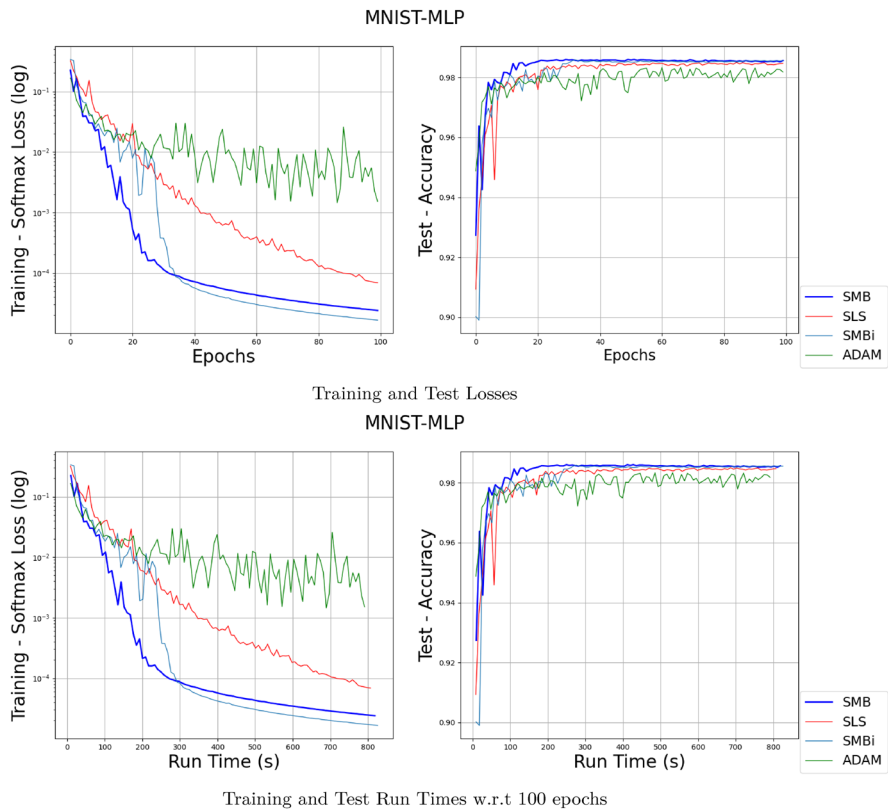 MNIST-MLP
Training - Softmax Loss (log)
10⁻¹
10⁻²
10⁻³
10⁻⁴
0 20 40 60 80 100
Epochs
Test - Accuracy
0.98
0.96
0.94
0.92
0.90
0 20 40 60 80 100
Epochs
SMB
SLS
SMBi
ADAM
Training and Test Losses
MNIST-MLP
Training - Softmax Loss (log)
10⁻¹
10⁻²
10⁻³
10⁻⁴
0 100 200 300 400 500 600 700 800
Run Time (s)
Test - Accuracy
0.98
0.96
0.94
0.92
0.90
0 100 200 300 400 500 600 700 800
Run Time (s)
SMB
SLS
SMBi
ADAM
Training and Test Run Times w.r.t 100 epochs